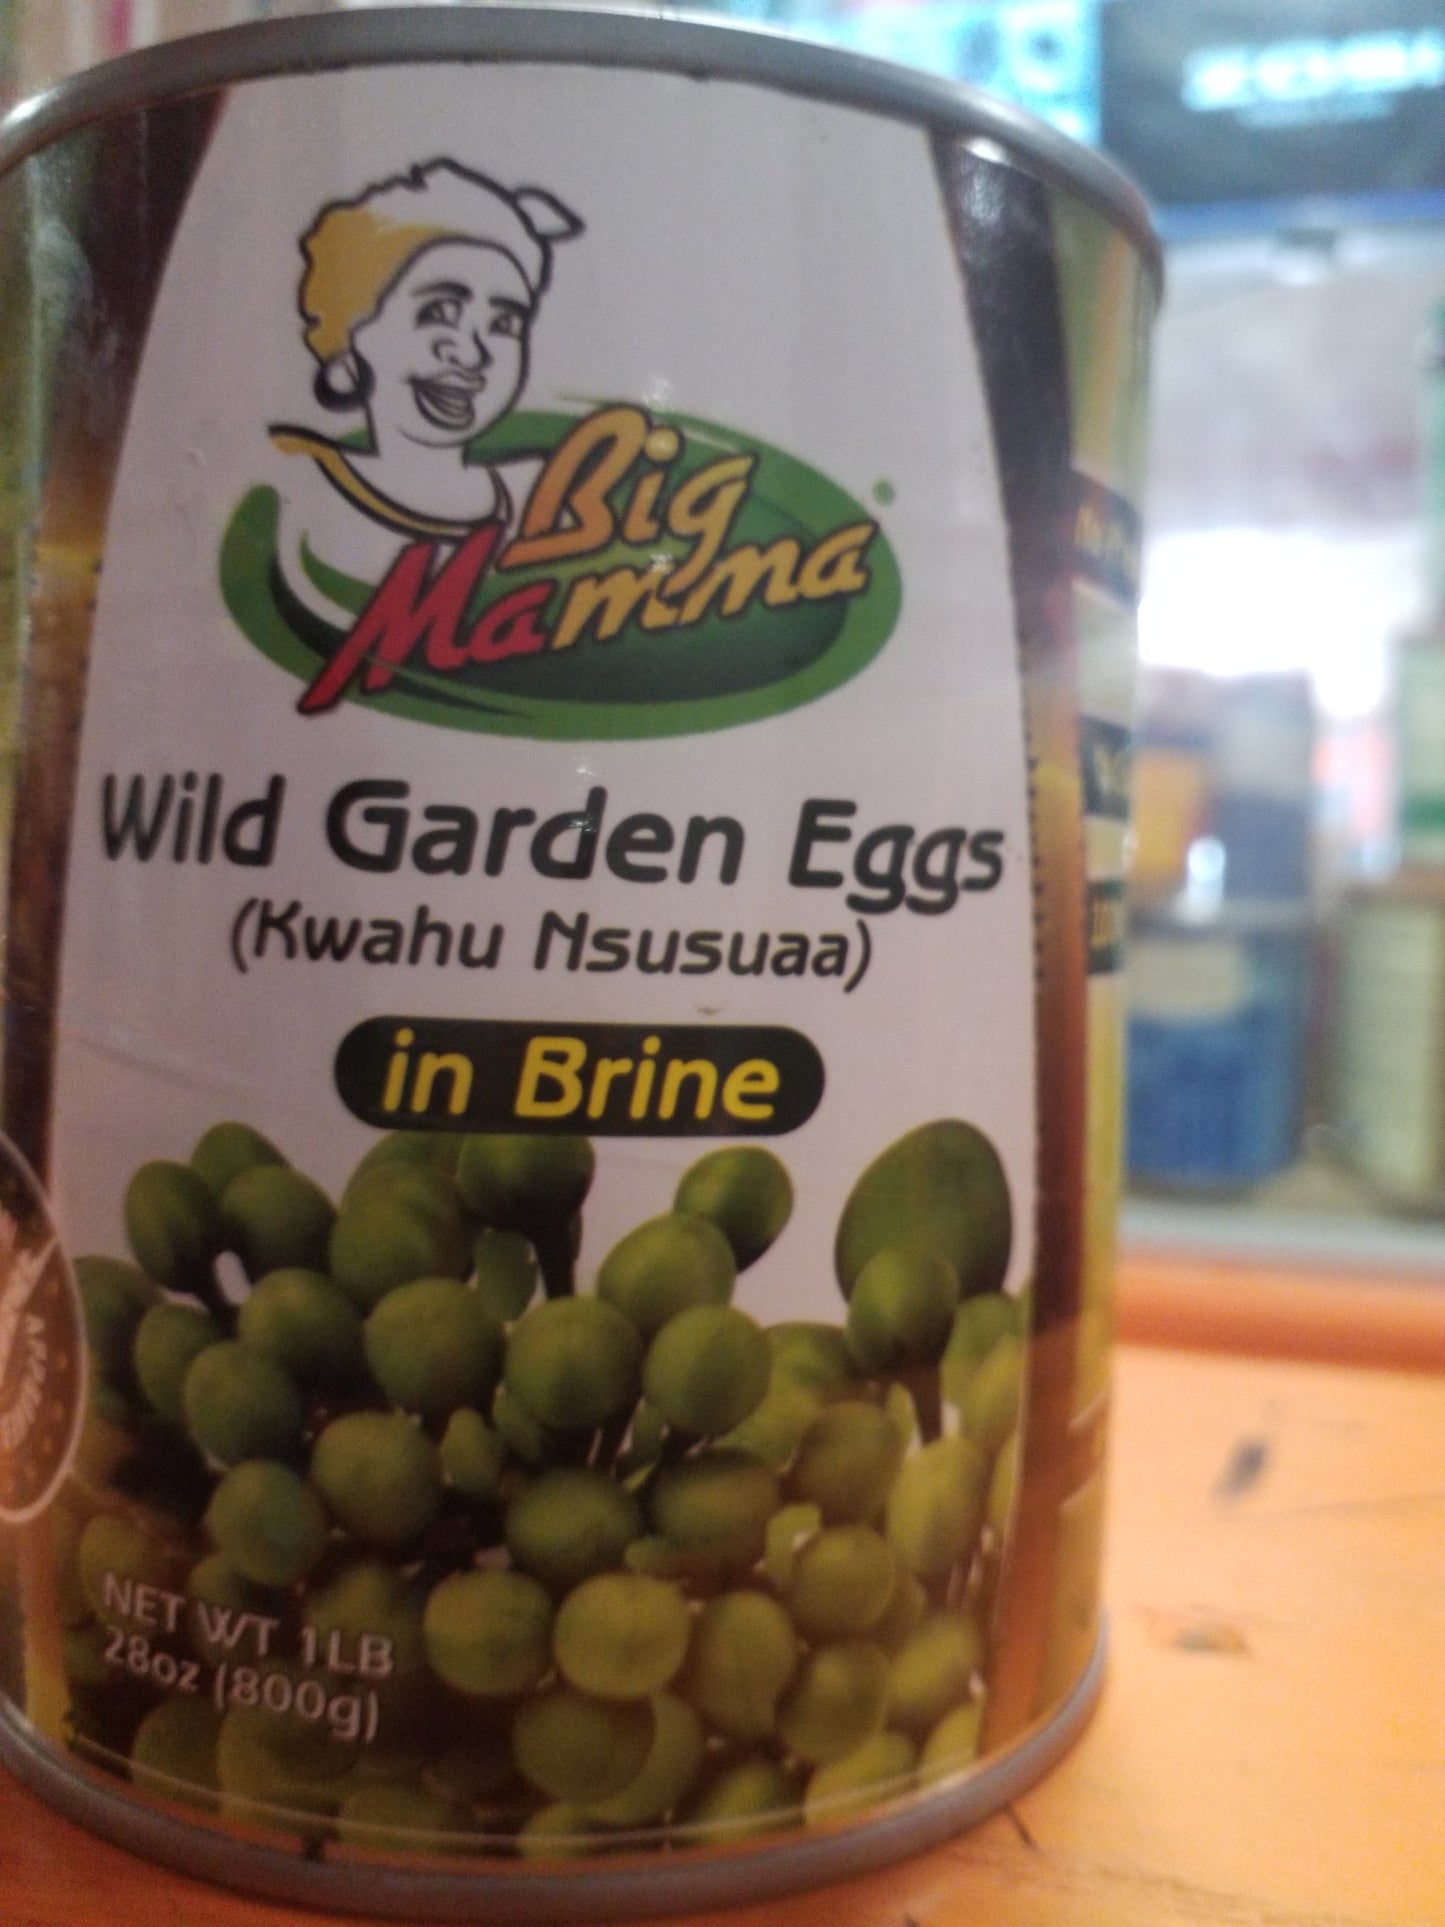 Big
Mamma
Wild Garden Eggs
(Kwahu Nsusuaa)
in Brine
NET WT 1LB
28oz (800g)